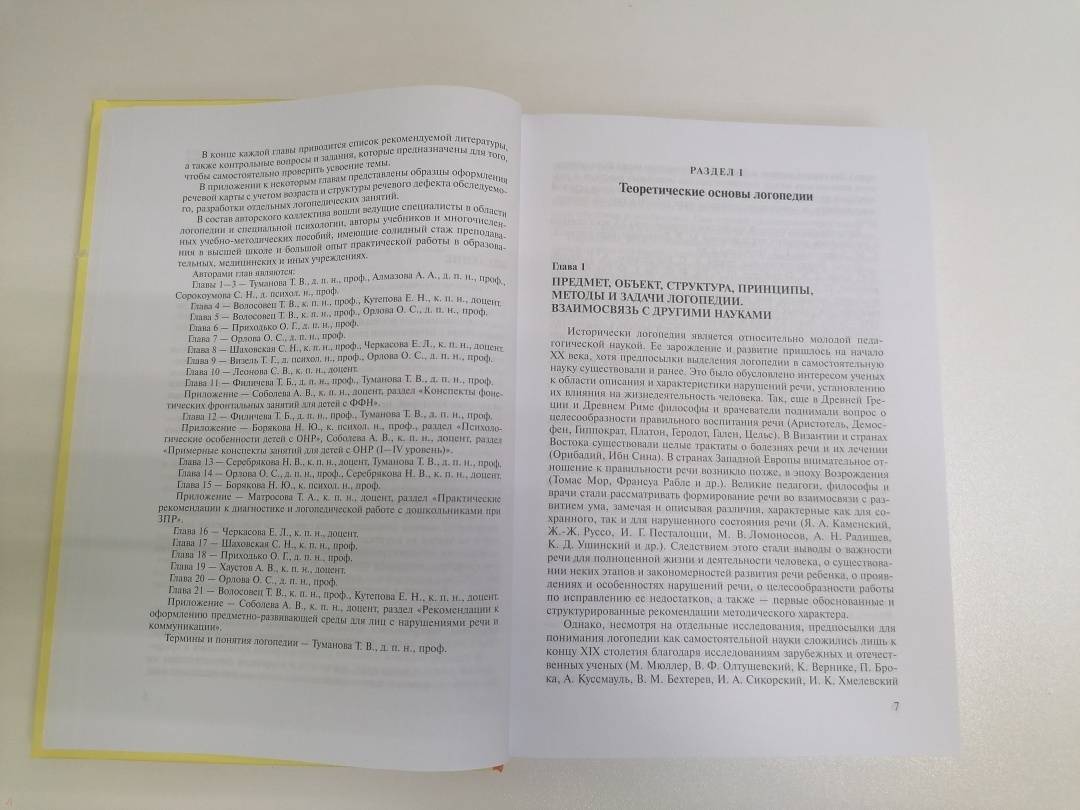 В конце каждой главы приводится список рекомендуемой литературы,
а также контрольные вопросы и задания, которые предназначены для того,
чтобы самостоятельно проверить усвоение темы.
В приложении к некоторым главам представлены образцы оформления
речевой карты с учетом возраста и структуры речевого дефекта обследуемо-
го, разработки отдельных логопедических занятий.
В состав авторского коллектива вошли ведущие специалисты в области
логопедии и специальной психологии, авторы учебников и многочислен-
ных учебно-методических пособий, имеющие солидный стаж преподава-
ния в высшей школе и большой опыт практической работы в образова-
тельных, медицинских и иных учреждениях.
Авторами глав являются:
Главы 1—3 — Туманова Т. В., д. п. н., проф., Алмазова А. А., д. п. н., проф.,
Сорокоумова С. Н., д. психол. н., проф.
Глава 4 — Волосовец Т. В., к. п. н., проф., Кутепова Е. Н., к. п. н., доцент.
Глава 5 — Волосовец Т. В., к. п. н., проф., Орлова О. С., д. п. н., проф.
Глава 6 — Приходько О. Г., д. п. н., проф.
Глава 7 — Орлова О. С., д. п. н., проф.
Глава 8 — Шаховская С. Н., к. п. н., проф., Черкасова Е. Л., к. п. н., доцент.
Глава 9 — Визель Т. Г., д. психол. н., проф., Орлова О. С., д. п. н., проф.
Глава 10 — Леонова С. В., к. п. н., доцент.
Глава 11 — Филичева Т. Б., д. п. н., проф., Туманова Т. В., д. п. н., проф.
Приложение — Соболева А. В., к. п. н., доцент, раздел «Конспекты фоне-
тических фронтальных занятий для детей с ФФН».
Глава 12 — Филичева Т. Б., д. п. н., проф., Туманова Т. В., д. п. н., проф.
Приложение — Борякова Н. Ю., к. психол. н., проф., раздел «Психоло-
гические особенности детей с ОНР», Соболева А. В., к. п. н., доцент, раздел
«Примерные конспекты занятий для детей с ОНР (I—IV уровень)».
Глава 13 — Серебрякова Н. В., к. п. н., доцент, Туманова Т. В., д. п. н., проф.
Глава 14 — Орлова О. С., д. п. н., проф., Серебрякова Н. В., к. п. н., доцент.
Глава 15 — Борякова Н. Ю., к. психол. н., проф.
Приложение — Матросова Т. А., к. п. н., доцент, раздел «Практические
рекомендации к диагностике и логопедической работе с дошкольниками при
ЗПР».
Глава 16 — Черкасова Е. Л., к. п. н., доцент.
Глава 17 — Шаховская С. Н., к. п. н., проф.
Глава 18 — Приходько О. Г., д. п. н., проф.
Глава 19 — Хаустов А. В., к. п. н., доцент.
Глава 20 — Орлова О. С., д. п. н., проф.
Глава 21 — Волосовец Т. В., к. п. н., проф., Кутепова Е. Н., к. п. н., доцент.
Приложение — Соболева А. В., к. п. н., доцент, раздел «Рекомендации к
оформлению предметно-развивающей среды для лиц с нарушениями речи и
коммуникации».
Термины и понятия логопедии — Туманова Т. В., д. п. н., проф.
РАЗДЕЛ I
Теоретические основы логопедии
Глава 1
ПРЕДМЕТ, ОБЪЕКТ, СТРУКТУРА, ПРИНЦИПЫ,
МЕТОДЫ И ЗАДАЧИ ЛОГОПЕДИИ.
ВЗАИМОСВЯЗЬ С ДРУГИМИ НАУКАМИ
Исторически логопедия является относительно молодой педа-
гогической наукой. Ее зарождение и развитие пришлось на начало
XX века, хотя предпосылки выделения логопедии в самостоятельную
науку существовали и ранее. Это было обусловлено интересом ученых
к области описания и характеристики нарушений речи, установлению
их влияния на жизнедеятельность человека. Так, еще в Древней Гре-
ции и Древнем Риме философы и врачеватели поднимали вопрос о
целесообразности правильного воспитания речи (Аристотель, Демос-
фен, Гиппократ, Платон, Геродот, Гален, Цельс). В Византии и странах
Востока существовали целые трактаты о болезнях речи и их лечении
(Орибадий, Ибн Сина). В странах Западной Европы внимательное от-
ношение к правильности речи возникло позже, в эпоху Возрождения
(Томас Мор, Франсуа Рабле и др.). Великие педагоги, философы и
врачи стали рассматривать формирование речи во взаимосвязи с раз-
витием ума, замечая и описывая различия, характерные как для со-
хранного, так и для нарушенного состояния речи (Я. А. Каменский,
Ж.-Ж. Руссо, И. Г. Песталоцци, М. В. Ломоносов, А. Н. Радищев,
К. Д. Ушинский и др.). Следствием этого стали выводы о важности
речи для полноценной жизни и деятельности человека, о существова-
нии неких этапов и закономерностей развития речи ребенка, о прояв-
лениях и особенностях нарушений речи, о целесообразности работы
по исправлению ее недостатков, а также — первые обоснованные и
структурированные рекомендации методического характера.
Однако, несмотря на отдельные исследования, предпосылки для
понимания логопедии как самостоятельной науки сложились лишь к
концу XIX столетия благодаря исследованиям зарубежных и отечест-
венных ученых (М. Мюллер, В. Ф. Олтушевский, К. Вернике, П. Бро-
ка, А. Куссмауль, В. М. Бехтерев, И. А. Сикорский, И. К. Хмелевский
7